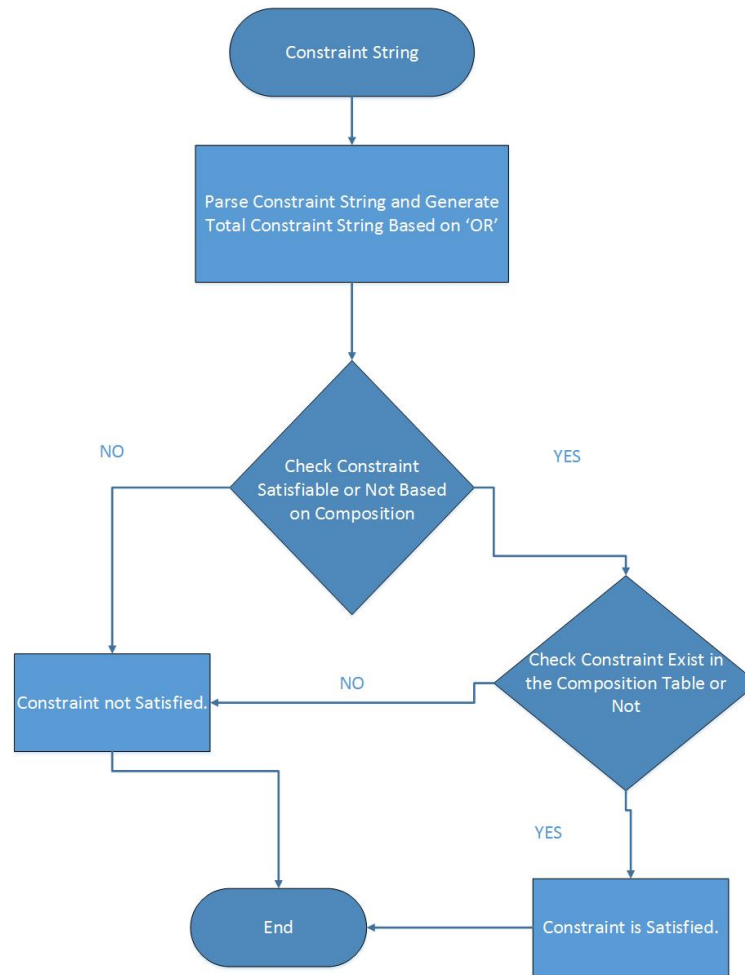 Constraint String
Parse Constraint String and Generate
Total Constraint String Based on ‘OR’
NO
YES
Check Constraint
Satisfiable or Not Based
on Composition
Check Constraint Exist in
the Composition Table or
Not
NO
Constraint not Satisfied.
YES
End
Constraint is Satisfied.